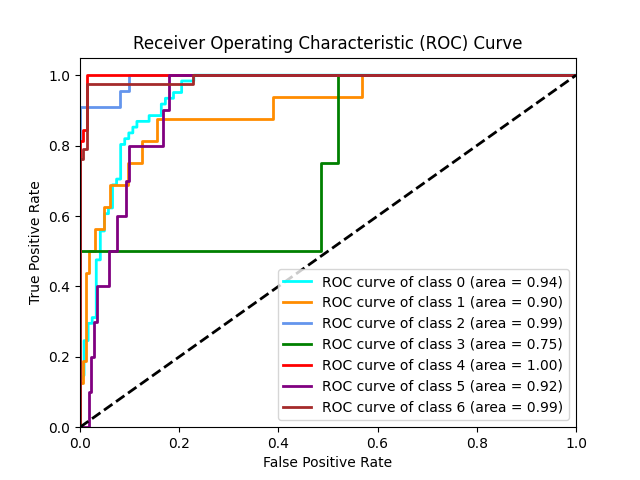 Receiver Operating Characteristic (ROC) Curve
1.0
0.8
0.6
0.4
0.2
0.0
True Positive Rate
ROC curve of class 0 (area = 0.94)
ROC curve of class 1 (area = 0.90)
ROC curve of class 2 (area = 0.99)
ROC curve of class 3 (area = 0.75)
ROC curve of class 4 (area = 1.00)
ROC curve of class 5 (area = 0.92)
ROC curve of class 6 (area = 0.99)
0.0 0.2 0.4 0.6 0.8 1.0
False Positive Rate